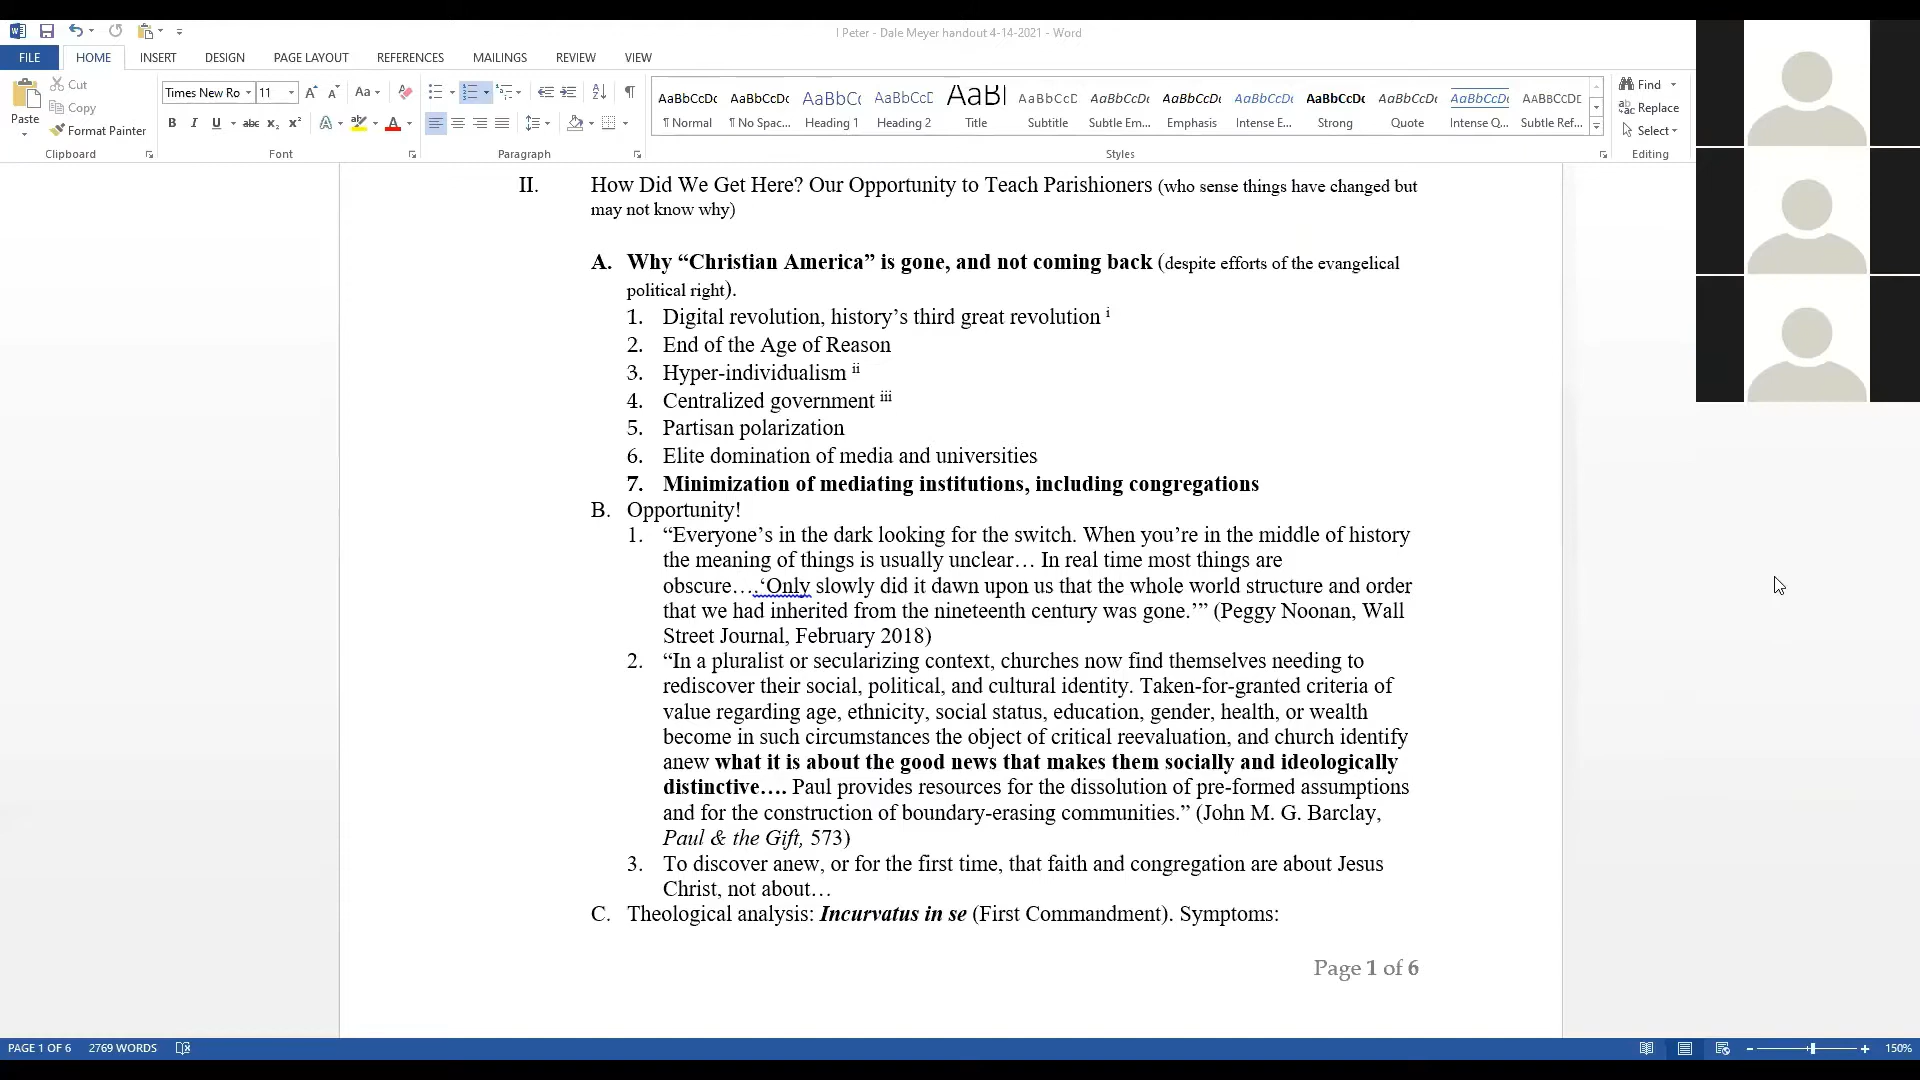 I Peter - Dale Meyer handout 4-14-2021 - Word
FILE HOME INSERT DESIGN PAGE LAYOUT REFERENCES MAILINGS REVIEW VIEW
Paste
Cut
Copy
Format Painter
Clipboard
Times New Ro 11
Font
Paragraph
AaBbCcDc AaBbCcDc AaBbCc AaBbCcD AaBl AaBbCcD AaBbCcDt AaBbCcDt AaBbCcDt AaBbCcDc AaBbCcDt AaBbCcDt AaBbCcDt
¶ Normal ¶ No Spac... Heading 1 Heading 2 Title Subtitle Subtle Em... Emphasis Intense E... Strong Quote Intense Q... Subtle Ref...
Styles
Find
Replace
Select
Editing
II. How Did We Get Here? Our Opportunity to Teach Parishioners (who sense things have changed but
may not know why)
A. Why “Christian America” is gone, and not coming back (despite efforts of the evangelical
political right).
1. Digital revolution, history’s third great revolution i
2. End of the Age of Reason
3. Hyper-individualism ii
4. Centralized government iii
5. Partisan polarization
6. Elite domination of media and universities
7. Minimization of mediating institutions, including congregations
B. Opportunity!
1. “Everyone’s in the dark looking for the switch. When you’re in the middle of history
the meaning of things is usually unclear… In real time most things are
obscure….‘Only slowly did it dawn upon us that the whole world structure and order
that we had inherited from the nineteenth century was gone.’” (Peggy Noonan, Wall
Street Journal, February 2018)
2. “In a pluralist or secularizing context, churches now find themselves needing to
rediscover their social, political, and cultural identity. Taken-for-granted criteria of
value regarding age, ethnicity, social status, education, gender, health, or wealth
become in such circumstances the object of critical reevaluation, and church identify
anew what it is about the good news that makes them socially and ideologically
distinctive…. Paul provides resources for the dissolution of pre-formed assumptions
and for the construction of boundary-erasing communities.” (John M. G. Barclay,
Paul & the Gift, 573)
3. To discover anew, or for the first time, that faith and congregation are about Jesus
Christ, not about…
C. Theological analysis: Incurvatus in se (First Commandment). Symptoms:
Page 1 of 6
PAGE 1 OF 6 2769 WORDS 150%